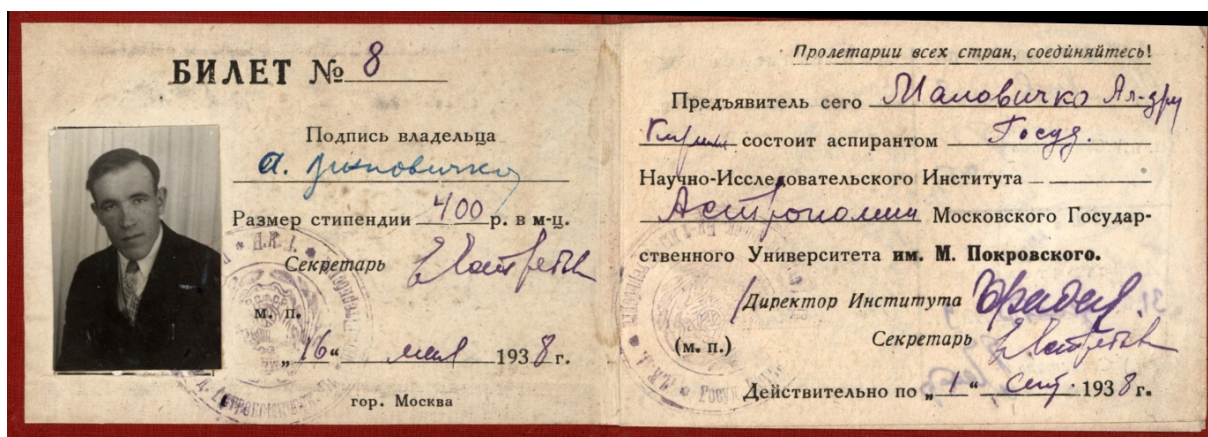 БИЛЕТ № 8
Подпись владельца
а. Маловичко
Размер стипендии 400 р. в м-ц.
Секретарь
м. п.
„16“ мая 1938 г.
гор. Москва
Пролетарии всех стран, соединяйтесь!
Предъявитель сего Маловичко Ал-дру
состоит аспирантом Госуд.
Научно-Исследовательского Института
Астрономии Московского Государ-
ственного Университета им. М. Покровского.
Директор Института
Секретарь
(м. п.)
Действительно по „1“ сент. 1938 г.